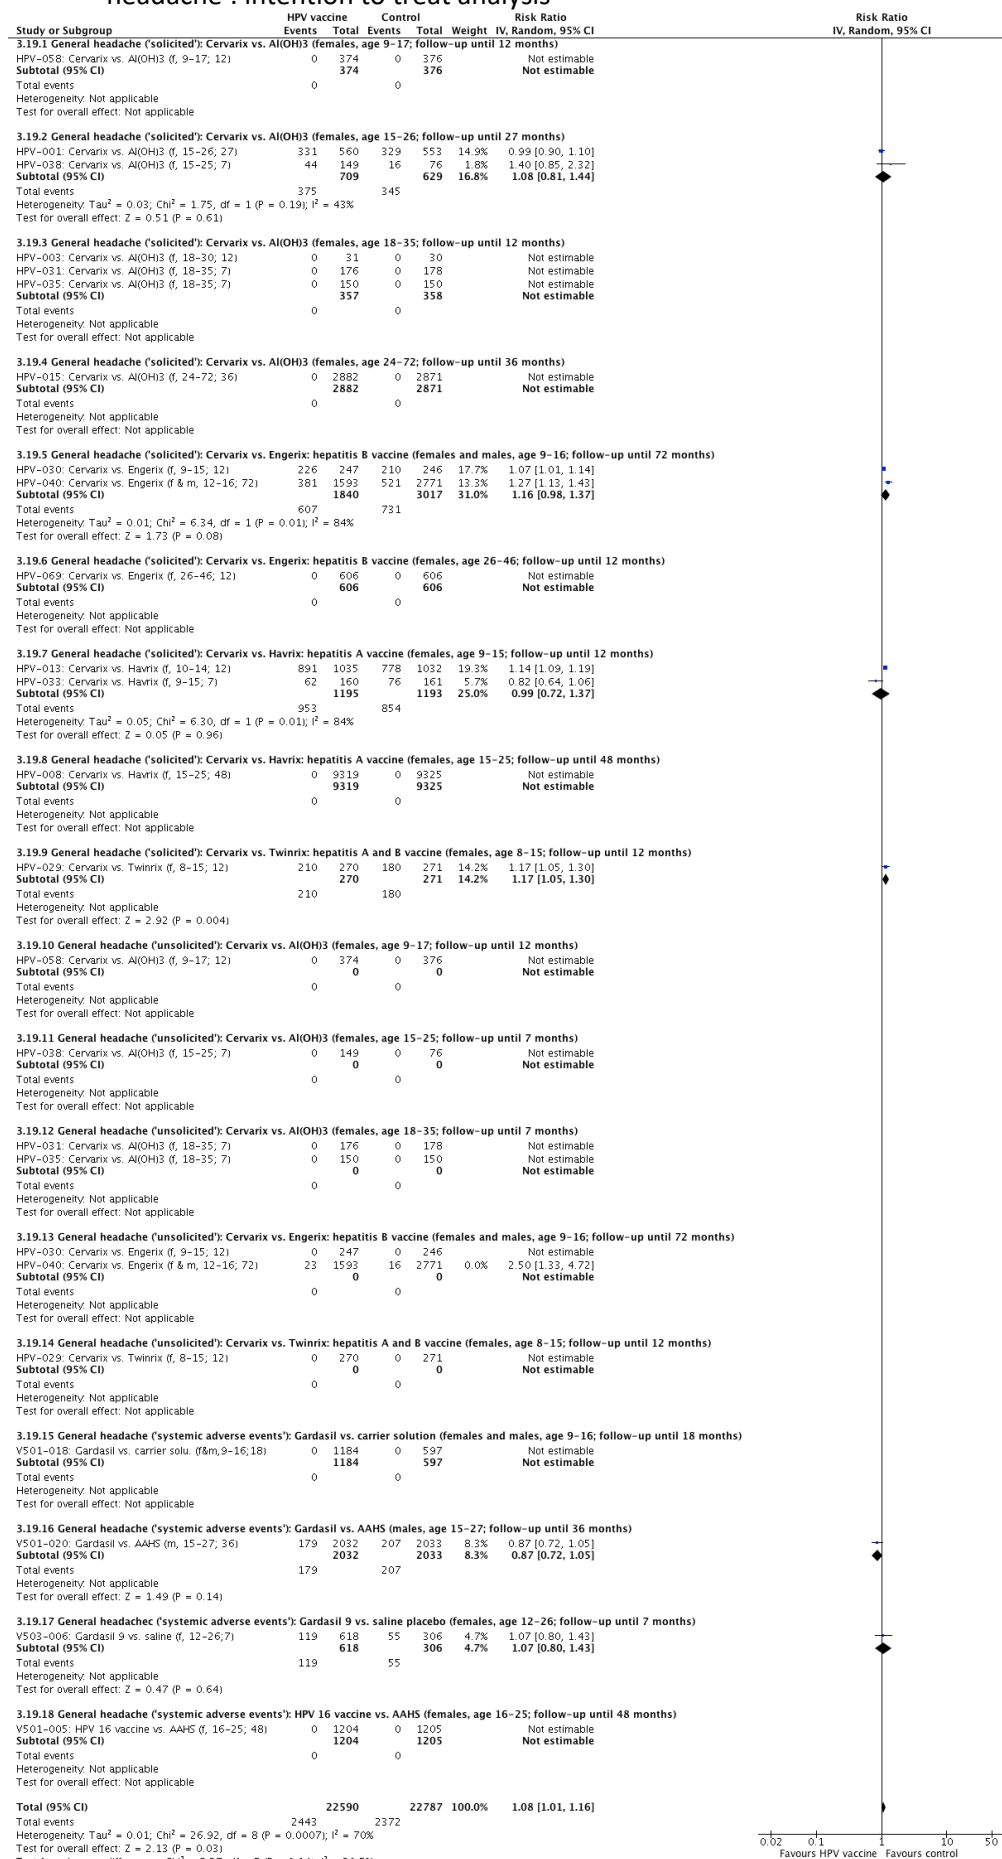 headache': intention to treat analysis
HPV vaccine Control Risk Ratio Risk Ratio
Study or Subgroup Events Total Events Total Weight IV, Random, 95% CI IV, Random, 95% CI
3.19.1 General headache ('solicited'): Cervarix vs. Al(OH)3 (females, age 9-17; follow-up until 12 months)
HPV-058: Cervarix vs. Al(OH)3 (f, 9-17; 12) 0 374 0 376 Not estimable
Subtotal (95% CI) 374 376 Not estimable
Total events 0 0
Heterogeneity: Not applicable
Test for overall effect: Not applicable
3.19.2 General headache ('solicited'): Cervarix vs. Al(OH)3 (females, age 15-26; follow-up until 27 months)
HPV-001: Cervarix vs. Al(OH)3 (f, 15-26; 27) 331 560 329 553 14.9% 0.99 [0.90, 1.10]
HPV-038: Cervarix vs. Al(OH)3 (f, 15-25; 7) 44 149 16 76 1.8% 1.40 [0.85, 2.32]
Subtotal (95% CI) 709 629 16.8% 1.08 [0.81, 1.44]
Total events 375 345
Heterogeneity: Tau² = 0.03; Chi² = 1.75, df = 1 (P = 0.19); I² = 43%
Test for overall effect: Z = 0.51 (P = 0.61)
3.19.3 General headache ('solicited'): Cervarix vs. Al(OH)3 (females, age 18-35; follow-up until 12 months)
HPV-003: Cervarix vs. Al(OH)3 (f, 18-30; 12) 0 31 0 30 Not estimable
HPV-031: Cervarix vs. Al(OH)3 (f, 18-35; 7) 0 176 0 178 Not estimable
HPV-035: Cervarix vs. Al(OH)3 (f, 18-35; 7) 0 150 0 150 Not estimable
Subtotal (95% CI) 357 358 Not estimable
Total events 0 0
Heterogeneity: Not applicable
Test for overall effect: Not applicable
3.19.4 General headache ('solicited'): Cervarix vs. Al(OH)3 (females, age 24-72; follow-up until 36 months)
HPV-015: Cervarix vs. Al(OH)3 (f, 24-72; 36) 0 2882 0 2871 Not estimable
Subtotal (95% CI) 2882 2871 Not estimable
Total events 0 0
Heterogeneity: Not applicable
Test for overall effect: Not applicable
3.19.5 General headache ('solicited'): Cervarix vs. Engerix: hepatitis B vaccine (females and males, age 9-16; follow-up until 72 months)
HPV-030: Cervarix vs. Engerix (f, 9-15; 12) 226 247 210 246 17.7% 1.07 [1.01, 1.14]
HPV-040: Cervarix vs. Engerix (f & m, 12-16; 72) 381 1593 521 2771 13.3% 1.27 [1.13, 1.43]
Subtotal (95% CI) 1840 3017 31.0% 1.16 [0.98, 1.37]
Total events 607 731
Heterogeneity: Tau² = 0.01; Chi² = 6.34, df = 1 (P = 0.01); I² = 84%
Test for overall effect: Z = 1.73 (P = 0.08)
3.19.6 General headache ('solicited'): Cervarix vs. Engerix: hepatitis B vaccine (females, age 26-46; follow-up until 12 months)
HPV-069: Cervarix vs. Engerix (f, 26-46; 12) 0 606 0 606 Not estimable
Subtotal (95% CI) 606 606 Not estimable
Total events 0 0
Heterogeneity: Not applicable
Test for overall effect: Not applicable
3.19.7 General headache ('solicited'): Cervarix vs. Havrix: hepatitis A vaccine (females, age 9-15; follow-up until 12 months)
HPV-013: Cervarix vs. Havrix (f, 10-14; 12) 891 1035 778 1032 19.3% 1.14 [1.09, 1.19]
HPV-033: Cervarix vs. Havrix (f, 9-15; 7) 62 160 76 161 5.7% 0.82 [0.64, 1.06]
Subtotal (95% CI) 1195 1193 25.0% 0.99 [0.72, 1.37]
Total events 953 854
Heterogeneity: Tau² = 0.05; Chi² = 6.30, df = 1 (P = 0.01); I² = 84%
Test for overall effect: Z = 0.05 (P = 0.96)
3.19.8 General headache ('solicited'): Cervarix vs. Havrix: hepatitis A vaccine (females, age 15-25; follow-up until 48 months)
HPV-008: Cervarix vs. Havrix (f, 15-25; 48) 0 9319 0 9325 Not estimable
Subtotal (95% CI) 9319 9325 Not estimable
Total events 0 0
Heterogeneity: Not applicable
Test for overall effect: Not applicable
3.19.9 General headache ('solicited'): Cervarix vs. Twinrix: hepatitis A and B vaccine (females, age 8-15; follow-up until 12 months)
HPV-029: Cervarix vs. Twinrix (f, 8-15; 12) 210 270 180 271 14.2% 1.17 [1.05, 1.30]
Subtotal (95% CI) 270 271 14.2% 1.17 [1.05, 1.30]
Total events 210 180
Heterogeneity: Not applicable
Test for overall effect: Z = 2.92 (P = 0.004)
3.19.10 General headache ('unsolicited'): Cervarix vs. Al(OH)3 (females, age 9-17; follow-up until 12 months)
HPV-058: Cervarix vs. Al(OH)3 (f, 9-17; 12) 0 374 0 376 Not estimable
Subtotal (95% CI) 0 0 Not estimable
Total events 0 0
Heterogeneity: Not applicable
Test for overall effect: Not applicable
3.19.11 General headache ('unsolicited'): Cervarix vs. Al(OH)3 (females, age 15-25; follow-up until 7 months)
HPV-038: Cervarix vs. Al(OH)3 (f, 15-25; 7) 0 149 0 76 Not estimable
Subtotal (95% CI) 0 0 Not estimable
Total events 0 0
Heterogeneity: Not applicable
Test for overall effect: Not applicable
3.19.12 General headache ('unsolicited'): Cervarix vs. Al(OH)3 (females, age 18-35; follow-up until 7 months)
HPV-031: Cervarix vs. Al(OH)3 (f, 18-35; 7) 0 176 0 178 Not estimable
HPV-035: Cervarix vs. Al(OH)3 (f, 18-35; 7) 0 150 0 150 Not estimable
Subtotal (95% CI) 0 0 Not estimable
Total events 0 0
Heterogeneity: Not applicable
Test for overall effect: Not applicable
3.19.13 General headache ('unsolicited'): Cervarix vs. Engerix: hepatitis B vaccine (females and males, age 9-16; follow-up until 72 months)
HPV-030: Cervarix vs. Engerix (f, 9-15; 12) 0 247 0 246 Not estimable
HPV-040: Cervarix vs. Engerix (f & m, 12-16; 72) 23 1593 16 2771 0.0% 2.50 [1.33, 4.72]
Subtotal (95% CI) 0 0 Not estimable
Total events 0 0
Heterogeneity: Not applicable
Test for overall effect: Not applicable
3.19.14 General headache ('unsolicited'): Cervarix vs. Twinrix: hepatitis A and B vaccine (females, age 8-15; follow-up until 12 months)
HPV-029: Cervarix vs. Twinrix (f, 8-15; 12) 0 270 0 271 Not estimable
Subtotal (95% CI) 0 0 Not estimable
Total events 0 0
Heterogeneity: Not applicable
Test for overall effect: Not applicable
3.19.15 General headache ('systemic adverse events'): Gardasil vs. carrier solution (females and males, age 9-16; follow-up until 18 months)
V501-018: Gardasil vs. carrier solu. (f&m,9-16;18) 0 1184 0 597 Not estimable
Subtotal (95% CI) 1184 597 Not estimable
Total events 0 0
Heterogeneity: Not applicable
Test for overall effect: Not applicable
3.19.16 General headache ('systemic adverse events'): Gardasil vs. AAHS (males, age 15-27; follow-up until 36 months)
V501-020: Gardasil vs. AAHS (m, 15-27; 36) 179 2032 207 2033 8.3% 0.87 [0.72, 1.05]
Subtotal (95% CI) 2032 2033 8.3% 0.87 [0.72, 1.05]
Total events 179 207
Heterogeneity: Not applicable
Test for overall effect: Z = 1.49 (P = 0.14)
3.19.17 General headachec ('systemic adverse events'): Gardasil 9 vs. saline placebo (females, age 12-26; follow-up until 7 months)
V503-006: Gardasil 9 vs. saline (f, 12-26;7) 119 618 55 306 4.7% 1.07 [0.80, 1.43]
Subtotal (95% CI) 618 306 4.7% 1.07 [0.80, 1.43]
Total events 119 55
Heterogeneity: Not applicable
Test for overall effect: Z = 0.47 (P = 0.64)
3.19.18 General headache ('systemic adverse events'): HPV 16 vaccine vs. AAHS (females, age 16-25; follow-up until 48 months)
V501-005: HPV 16 vaccine vs. AAHS (f, 16-25; 48) 0 1204 0 1205 Not estimable
Subtotal (95% CI) 1204 1205 Not estimable
Total events 0 0
Heterogeneity: Not applicable
Test for overall effect: Not applicable
Total (95% CI) 22590 22787 100.0% 1.08 [1.01, 1.16]
Total events 2443 2372
Heterogeneity: Tau² = 0.01; Chi² = 26.92, df = 8 (P = 0.0007); I² = 70%
Test for overall effect: Z = 2.13 (P = 0.03)
0.02 0.1 1 10 50
Favours HPV vaccine Favours control